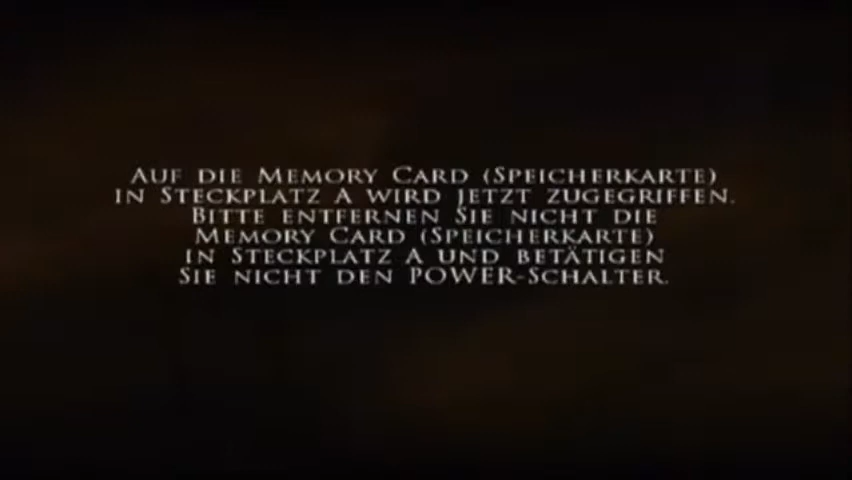 Auf die Memory Card (Speicherkarte)
in Steckplatz A wird jetzt zugegriffen.
Bitte entfernen Sie nicht die
Memory Card (Speicherkarte)
in Steckplatz A und betätigen
Sie nicht den POWER-Schalter.